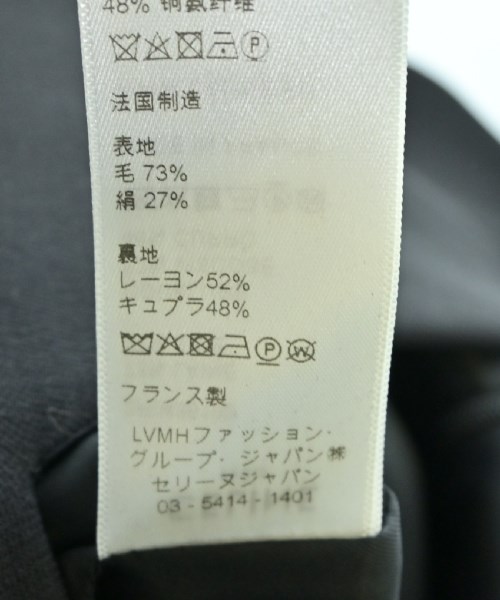 48% 铜氨纤维
P
法国制造
表地
毛 73%
絹 27%
裏地
レーヨン52%
キュプラ48%
P W
フランス製
LVMHファッション・
グループ・ジャパン㈱
セリーヌジャパン
03 - 5414 - 1401